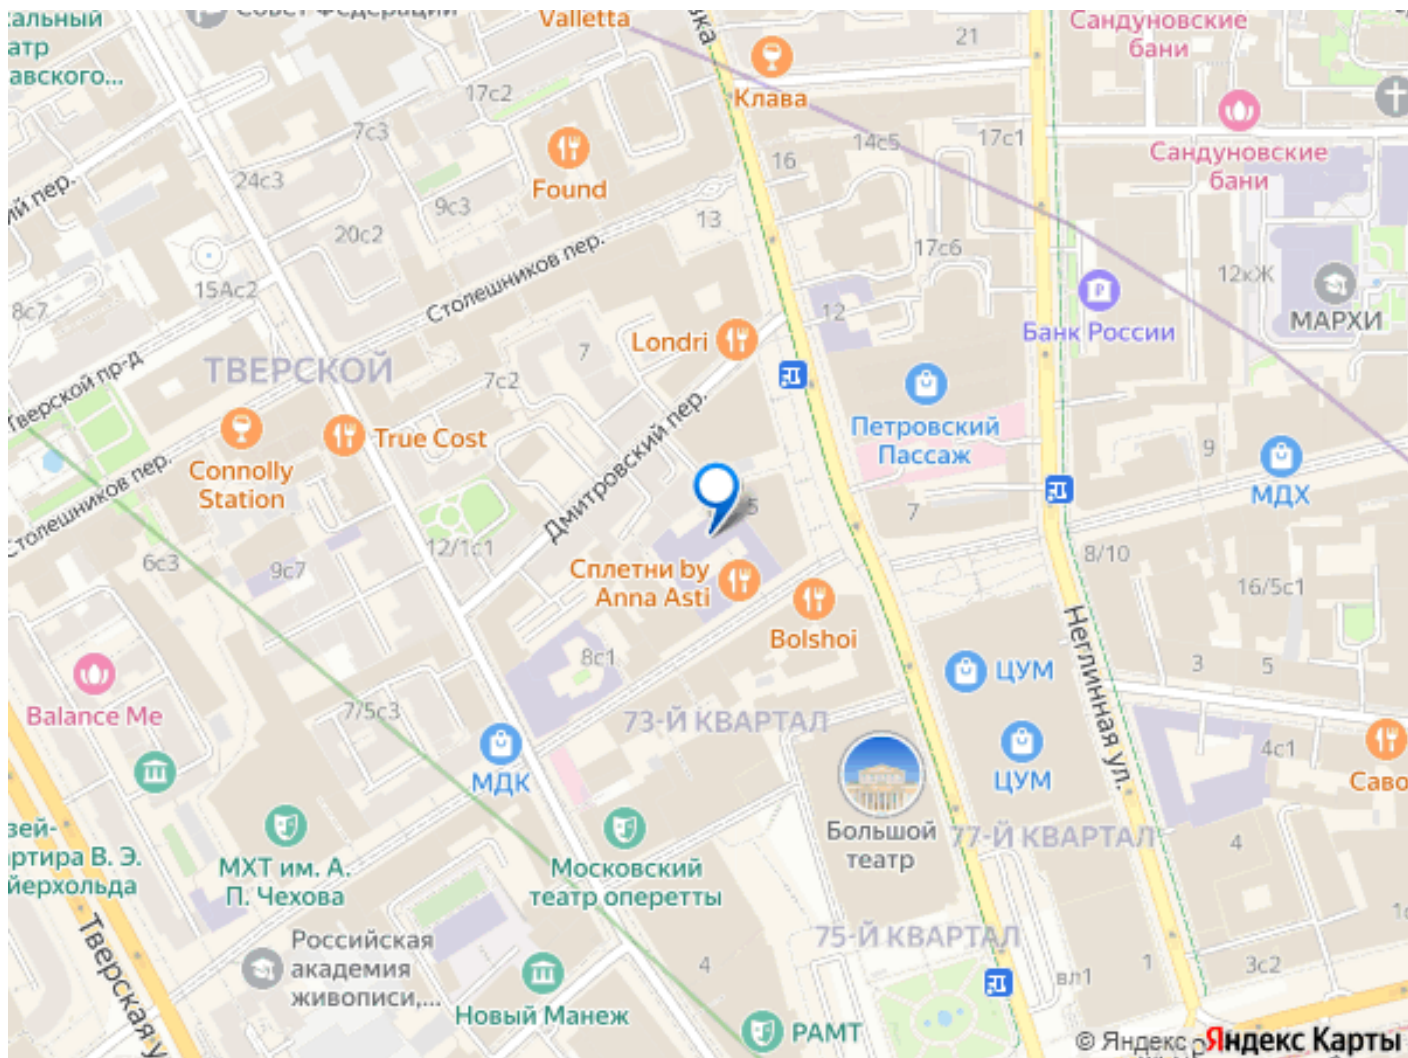 Совет Федерации
Valletta
Сандуновские
бани
атр
авского...
21
Клава
17с2
7с3
14с5
17с1
Сандуновские
бани
16
24с3
Found
9с3
пер.
13
20с2
17с6
Столешников пер.
15Ас2
12кЖ
8с7
12
МАРХИ
Банк России
Londri
7
ТВЕРСКОЙ
Тверской пр-д
7с2
True Cost
Петровский
Пассаж
Дмитровский пер.
Connolly
Station
9
МДХ
Столешников пер.
5
7
12/1с1
6с3
9с7
8/10
Сплетни by
Anna Asti
16/5с1
Bolshoi
Неглинная ул.
8с1
3
5
ЦУМ
Balance Me
7/5с3
73-Й КВАРТАЛ
4с1
МДК
ЦУМ
Саво
Большой
театр
77-Й КВАРТАЛ
4
зей-
артира В. Э.
йерхольда
МХТ им. А.
П. Чехова
Московский
театр оперетты
Тверская у
Российская
академия
живописи,...
75-Й КВАРТАЛ
4
вл1
1
3с2
Новый Манеж
РАМТ
© Яндекс
Яндекс Карты